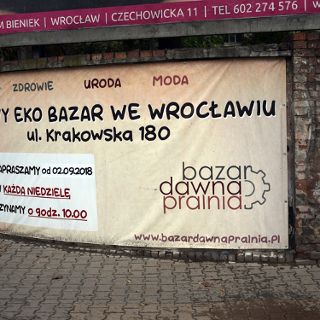 M BIENIEK | WROCŁAW | CZECHOWICKA 11 | TEL 602 274 576 |
ZDROWIE URODA MODA
Y EKO BAZAR WE WROCŁAWIU
ul. Krakowska 180
APRASZAMY od 02.09.2018
KAŻDĄ NIEDZIELĘ
ZYNAMY o godz. 10.00
bazar
dawna
pralnia
www.bazardawnapralnia.pl